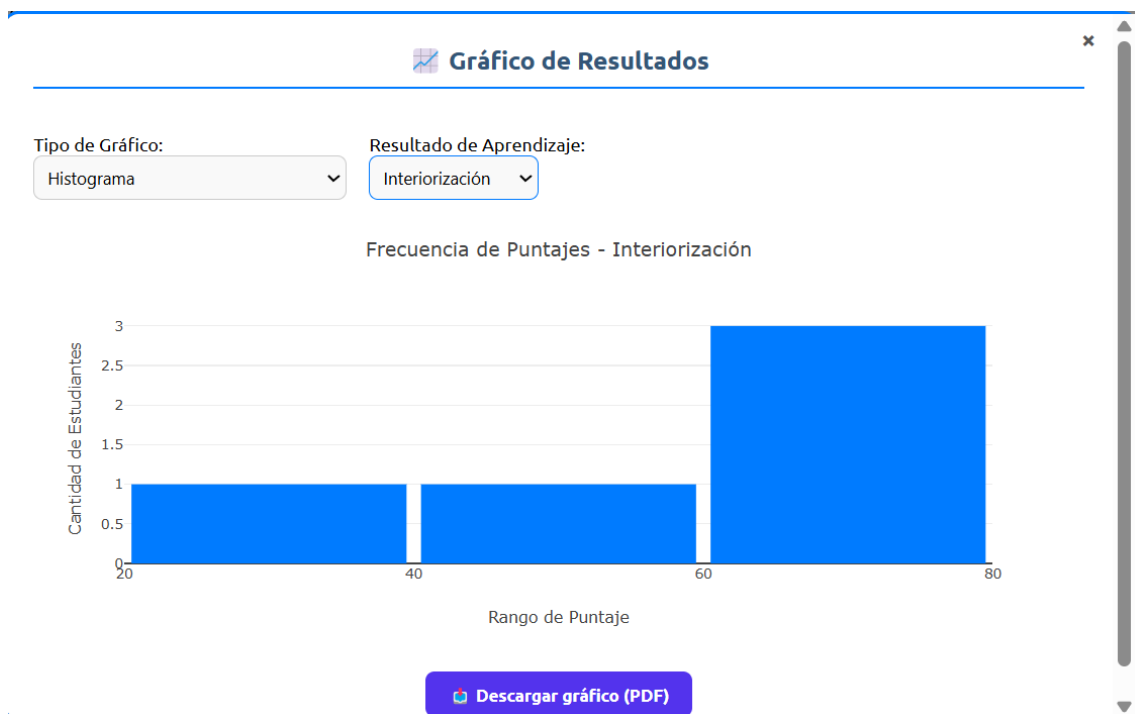 ×
Gráfico de Resultados
Tipo de Gráfico:
Resultado de Aprendizaje:
Histograma
Interiorización
Frecuencia de Puntajes - Interiorización
Cantidad de Estudiantes
3
2.5
2
1.5
1
0.5
0
20
40
60
80
Rango de Puntaje
Descargar gráfico (PDF)